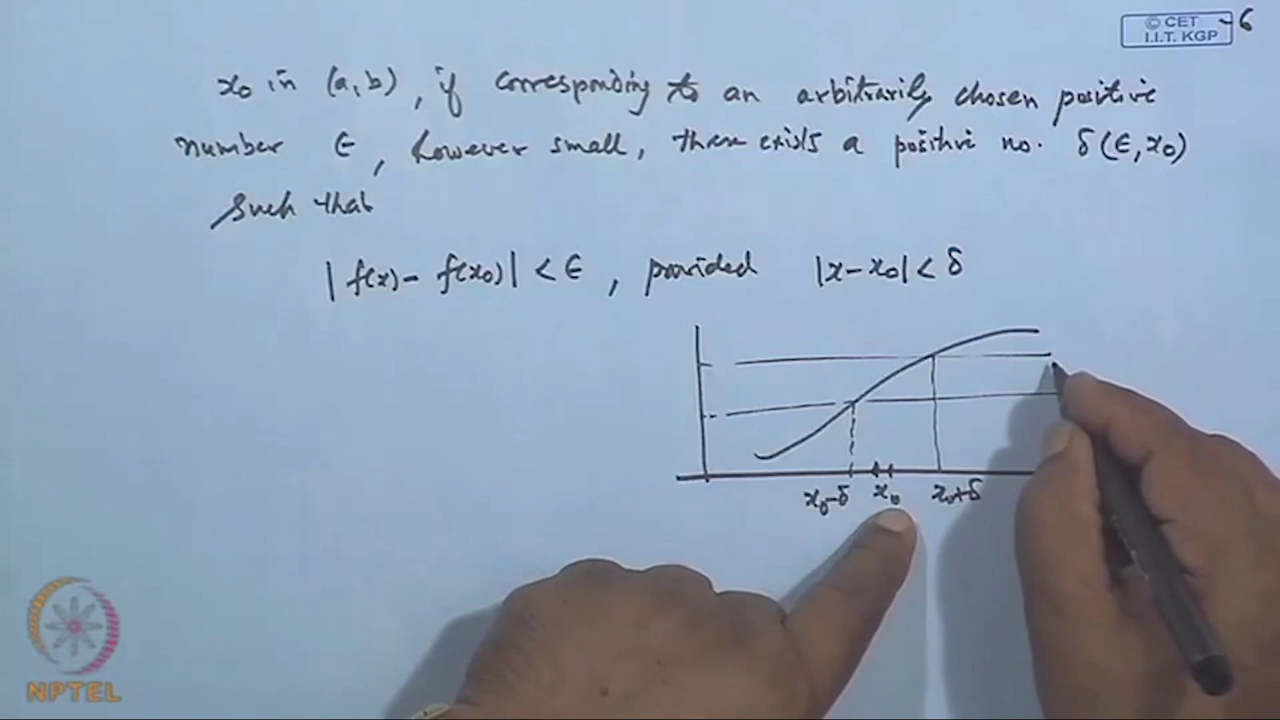 © CET
I.I.T. KGP
-6
x₀ in (a, b), if corresponding to an arbitrarily chosen positive
number ε, however small, there exists a positive no. δ(ε, x₀)
such that
|f(x) - f(x₀)| < ε, provided |x - x₀| < δ
x₀-δ x₀ x₀+δ
NPTEL